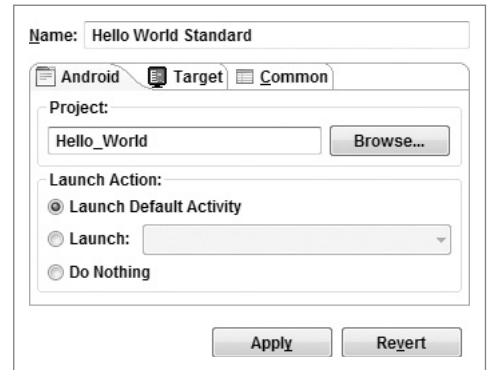 Name: Hello World Standard
Android Target Common
Project:
Hello_World Browse...
Launch Action:
Launch Default Activity
Launch:
Do Nothing
Apply Revert